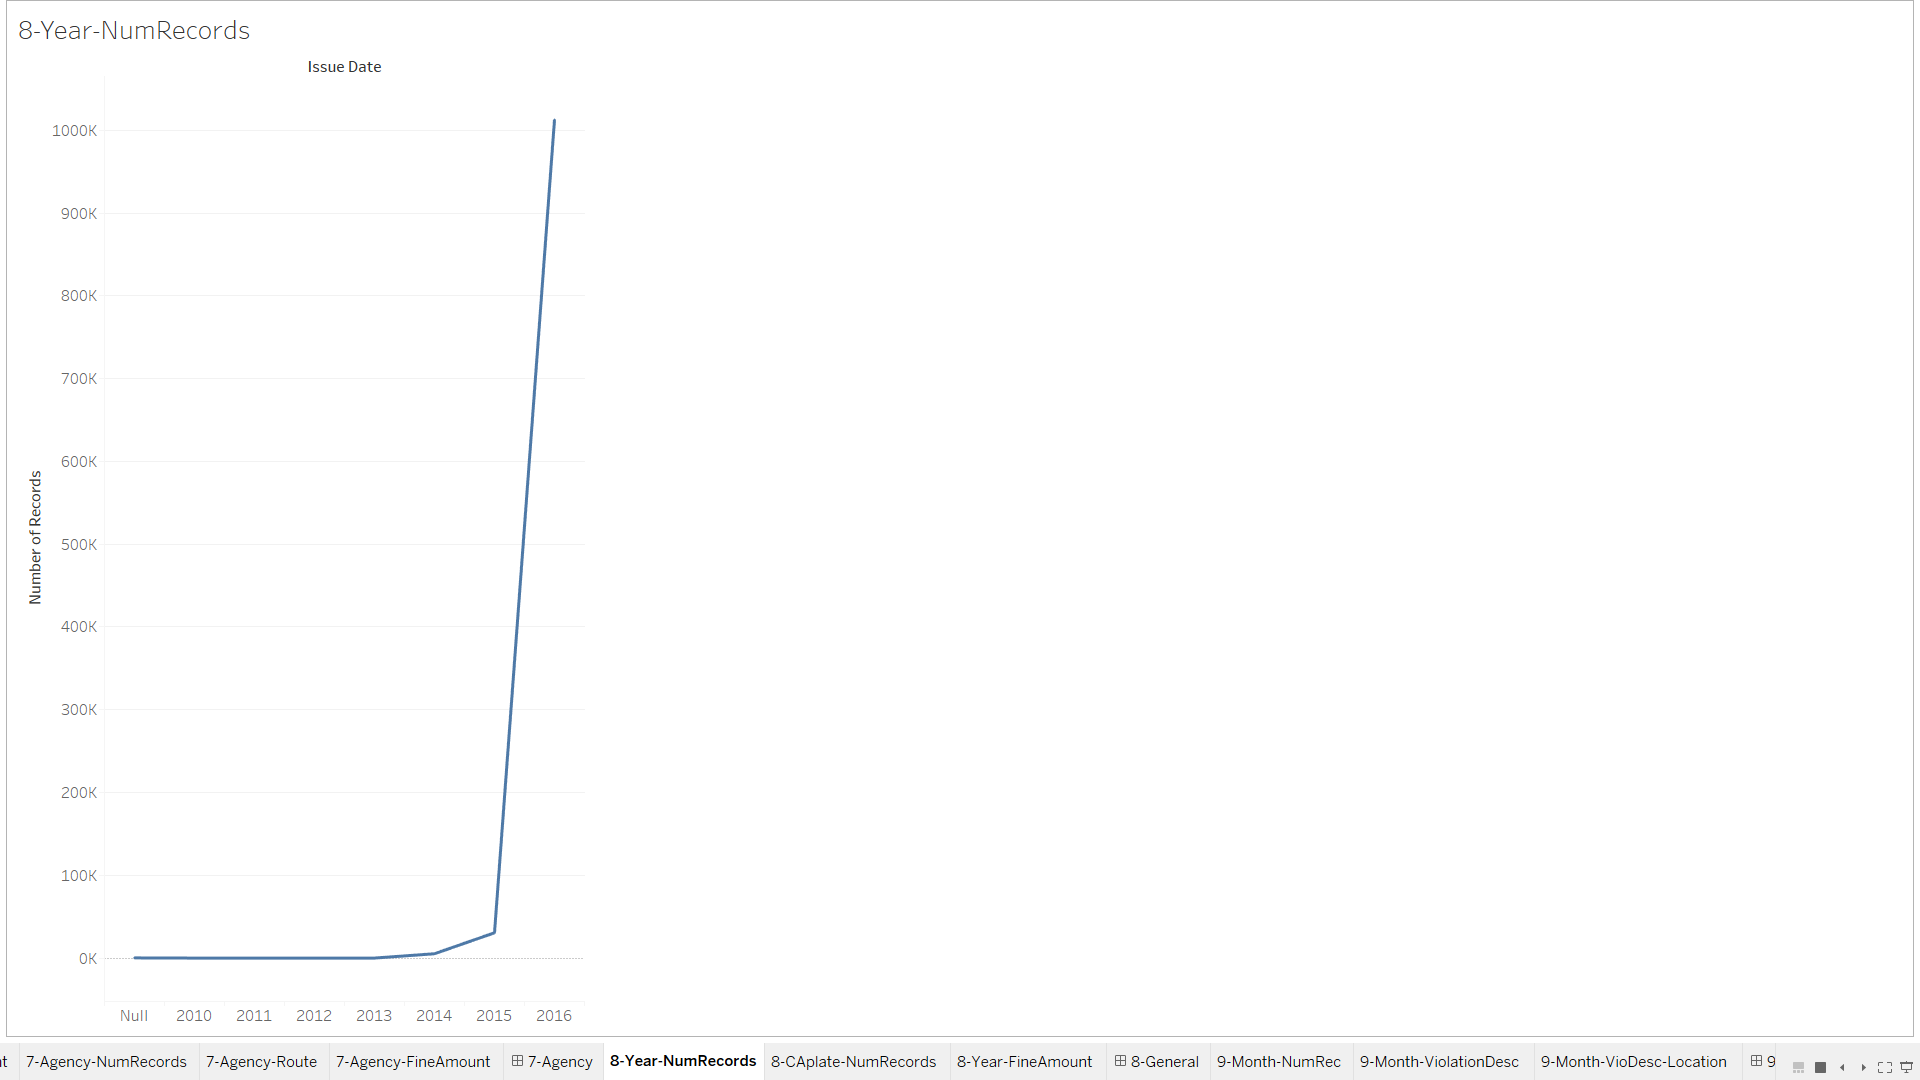 8-Year-NumRecords
Issue Date
1000K
900K
800K
700K
600K
500K
400K
300K
200K
100K
0K
Number of Records
Null 2010 2011 2012 2013 2014 2015 2016
nt 7-Agency-NumRecords 7-Agency-Route 7-Agency-FineAmount 7-Agency 8-Year-NumRecords 8-CAplate-NumRecords 8-Year-FineAmount 8-General 9-Month-NumRec 9-Month-ViolationDesc 9-Month-VioDesc-Location 9